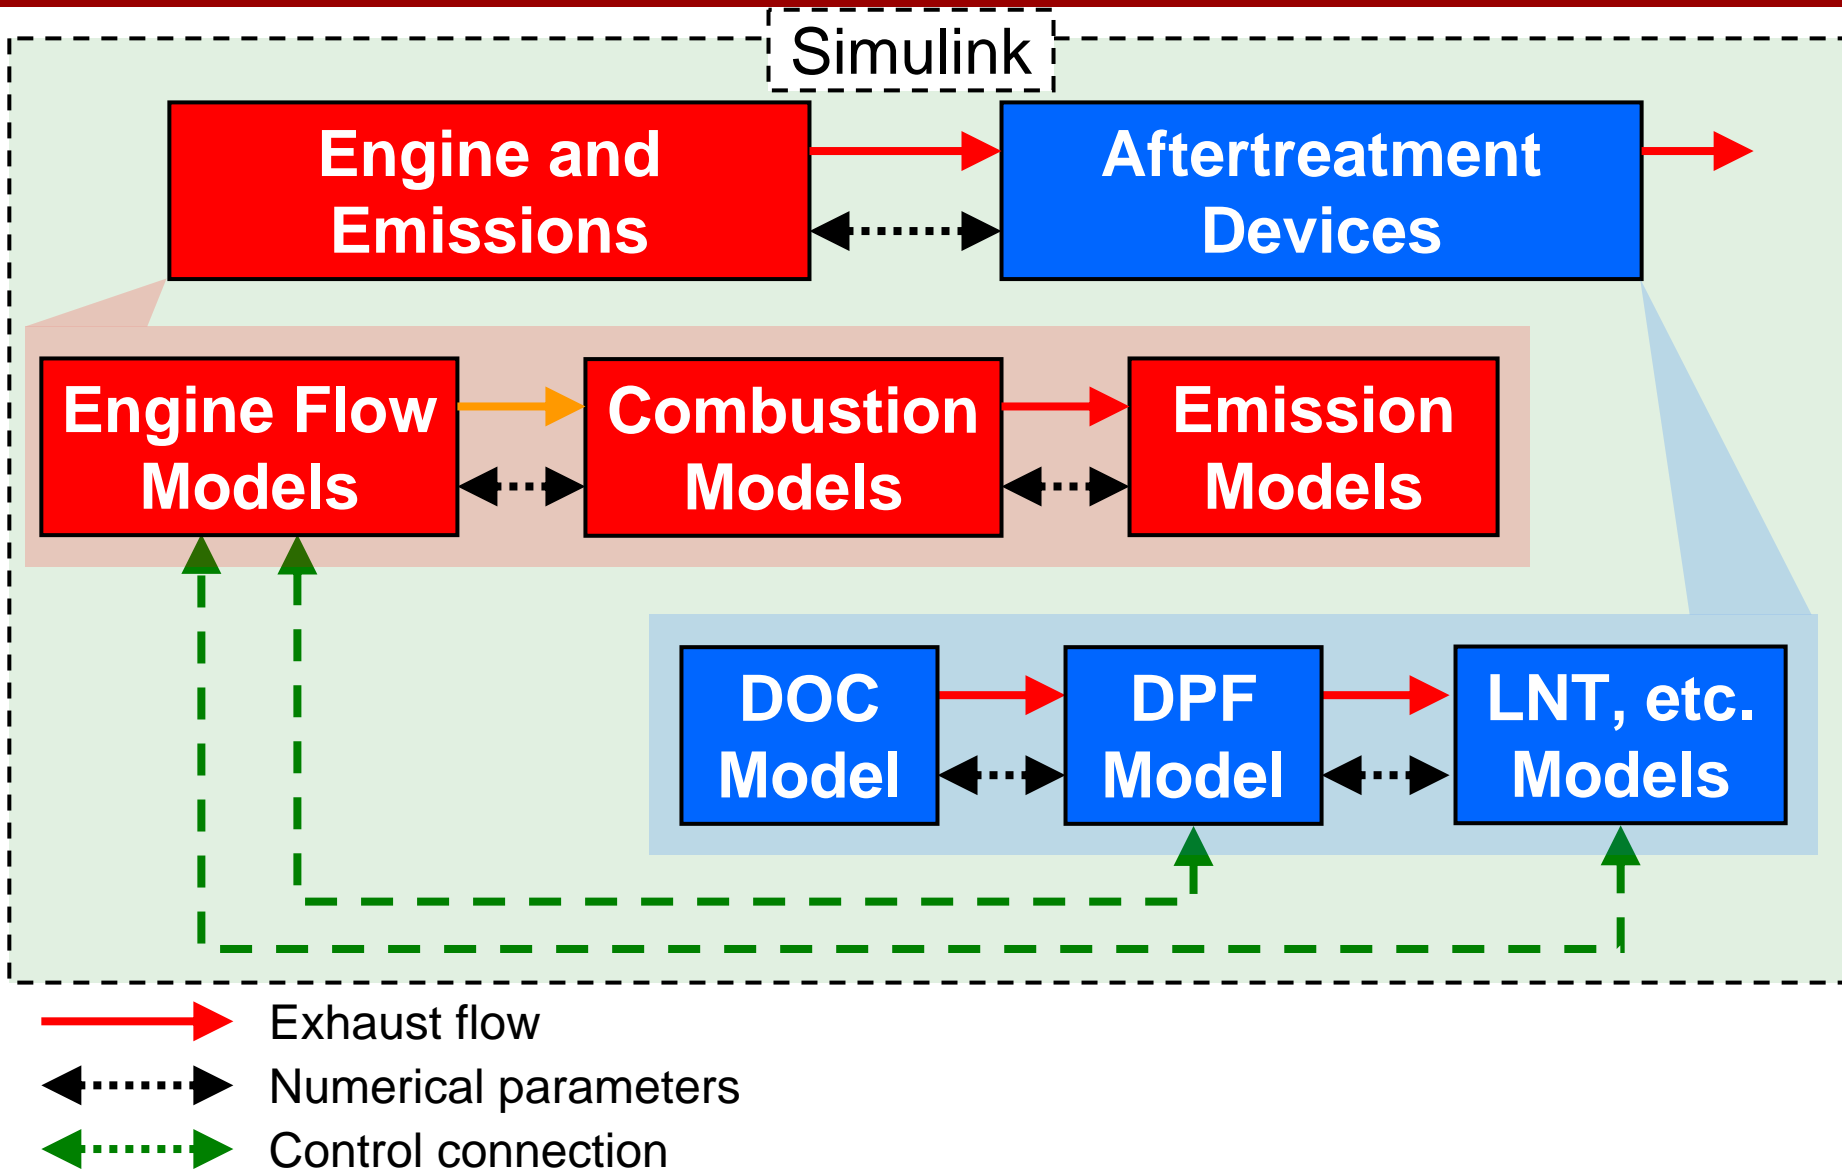 Simulink
Engine and
Emissions
Aftertreatment
Devices
Engine Flow
Models
Combustion
Models
Emission
Models
DOC
Model
DPF
Model
LNT, etc.
Models
Exhaust flow
Numerical parameters
Control connection